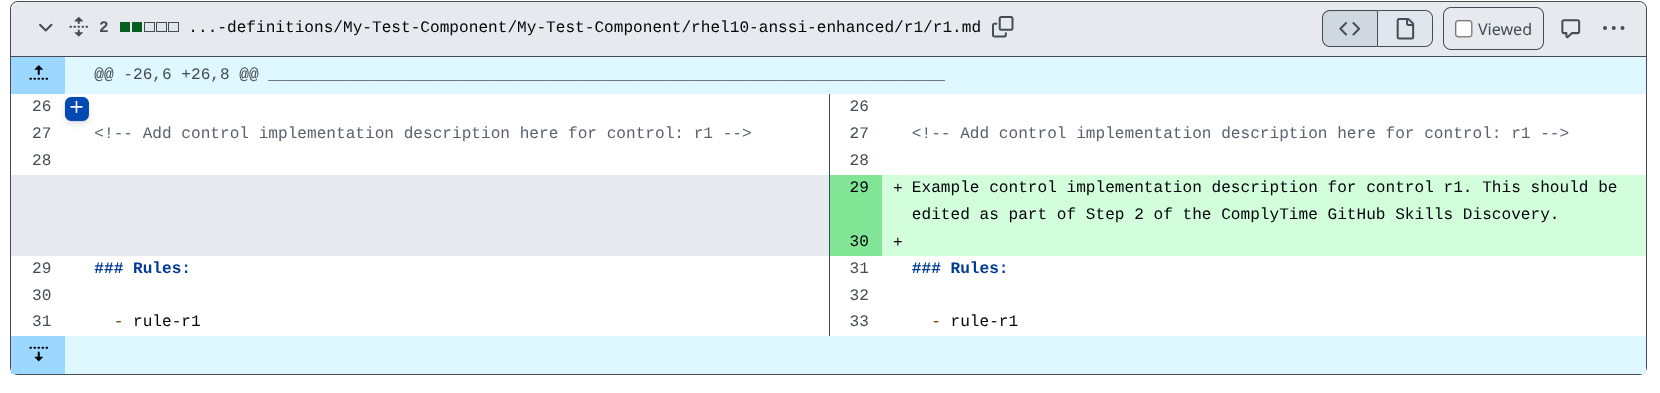 2 ...-definitions/My-Test-Component/My-Test-Component/rhel10-anssi-enhanced/r1/r1.md Viewed
@@ -26,6 +26,8 @@ ______________________________________________________________________
26
27 <!-- Add control implementation description here for control: r1 -->
28
29 ### Rules:
30
31 - rule-r1
26
27 <!-- Add control implementation description here for control: r1 -->
28
29 + Example control implementation description for control r1. This should be
edited as part of Step 2 of the ComplyTime GitHub Skills Discovery.
30 +
31 ### Rules:
32
33 - rule-r1